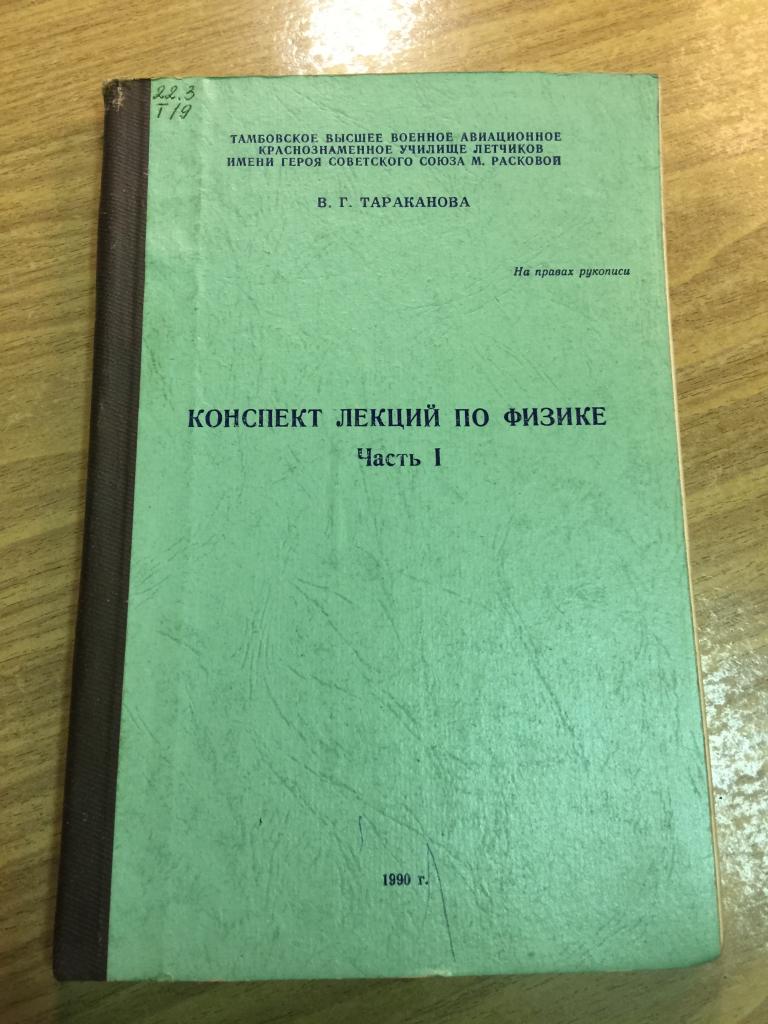 22.3
Т19
ТАМБОВСКОЕ ВЫСШЕЕ ВОЕННОЕ АВИАЦИОННОЕ
КРАСНОЗНАМЕННОЕ УЧИЛИЩЕ ЛЕТЧИКОВ
ИМЕНИ ГЕРОЯ СОВЕТСКОГО СОЮЗА М. РАСКОВОЙ
В. Г. ТАРАКАНОВА
На правах рукописи
КОНСПЕКТ ЛЕКЦИЙ ПО ФИЗИКЕ
Часть I
1990 г.